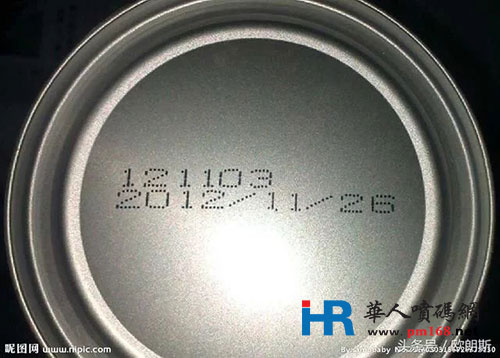 121103
2012/11/26
HR 華人噴碼網
www.pm168.net
头条号 / 欧朗斯
昵图网 www.nipic.com